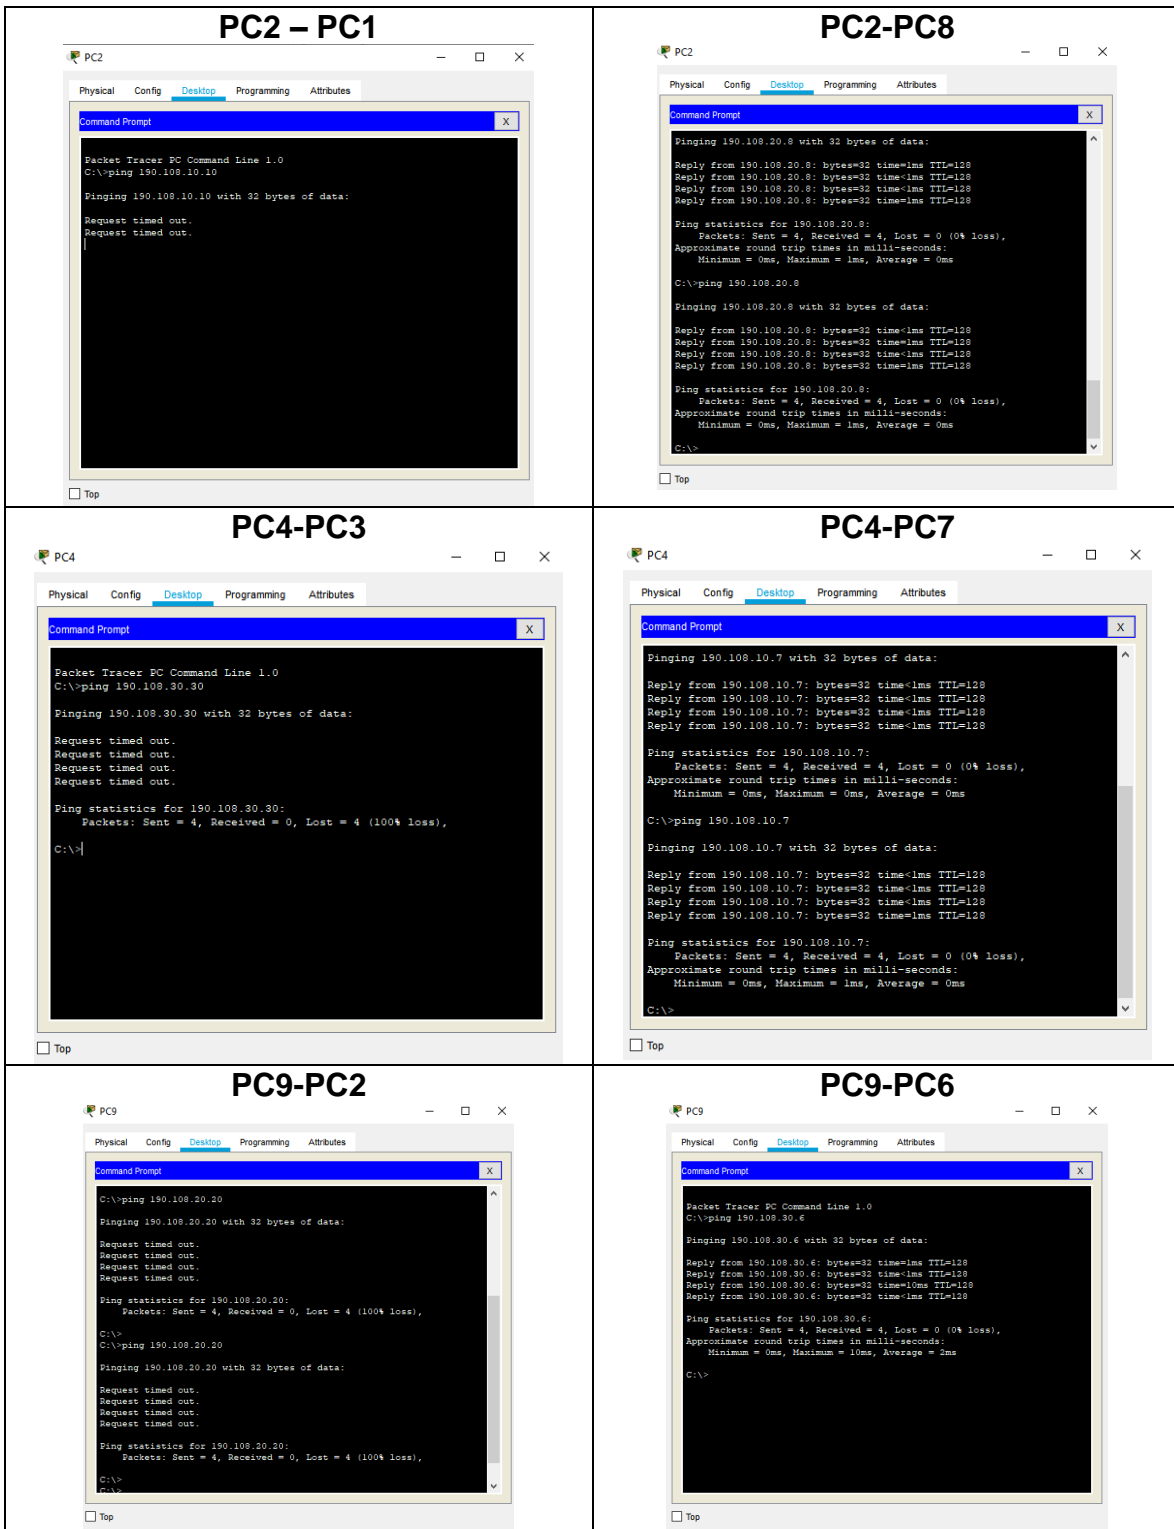 PC2 – PC1
PC2
Physical Config Desktop Programming Attributes
Command Prompt X
Packet Tracer PC Command Line 1.0
C:\>ping 190.108.10.10
Pinging 190.108.10.10 with 32 bytes of data:
Request timed out.
Request timed out.
Top
PC2-PC8
PC2
Physical Config Desktop Programming Attributes
Command Prompt X
Pinging 190.108.20.8 with 32 bytes of data:
Reply from 190.108.20.8: bytes=32 time=1ms TTL=128
Reply from 190.108.20.8: bytes=32 time<1ms TTL=128
Reply from 190.108.20.8: bytes=32 time<1ms TTL=128
Reply from 190.108.20.8: bytes=32 time=1ms TTL=128
Ping statistics for 190.108.20.8:
Packets: Sent = 4, Received = 4, Lost = 0 (0% loss),
Approximate round trip times in milli-seconds:
Minimum = 0ms, Maximum = 1ms, Average = 0ms
C:\>ping 190.108.20.8
Pinging 190.108.20.8 with 32 bytes of data:
Reply from 190.108.20.8: bytes=32 time<1ms TTL=128
Reply from 190.108.20.8: bytes=32 time=1ms TTL=128
Reply from 190.108.20.8: bytes=32 time<1ms TTL=128
Reply from 190.108.20.8: bytes=32 time=1ms TTL=128
Ping statistics for 190.108.20.8:
Packets: Sent = 4, Received = 4, Lost = 0 (0% loss),
Approximate round trip times in milli-seconds:
Minimum = 0ms, Maximum = 1ms, Average = 0ms
C:\>
Top
PC4-PC3
PC4
Physical Config Desktop Programming Attributes
Command Prompt X
Packet Tracer PC Command Line 1.0
C:\>ping 190.108.30.30
Pinging 190.108.30.30 with 32 bytes of data:
Request timed out.
Request timed out.
Request timed out.
Request timed out.
Ping statistics for 190.108.30.30:
Packets: Sent = 4, Received = 0, Lost = 4 (100% loss),
C:\>
Top
PC4-PC7
PC4
Physical Config Desktop Programming Attributes
Command Prompt X
Pinging 190.108.10.7 with 32 bytes of data:
Reply from 190.108.10.7: bytes=32 time<1ms TTL=128
Reply from 190.108.10.7: bytes=32 time<1ms TTL=128
Reply from 190.108.10.7: bytes=32 time<1ms TTL=128
Reply from 190.108.10.7: bytes=32 time<1ms TTL=128
Ping statistics for 190.108.10.7:
Packets: Sent = 4, Received = 4, Lost = 0 (0% loss),
Approximate round trip times in milli-seconds:
Minimum = 0ms, Maximum = 0ms, Average = 0ms
C:\>ping 190.108.10.7
Pinging 190.108.10.7 with 32 bytes of data:
Reply from 190.108.10.7: bytes=32 time<1ms TTL=128
Reply from 190.108.10.7: bytes=32 time<1ms TTL=128
Reply from 190.108.10.7: bytes=32 time<1ms TTL=128
Reply from 190.108.10.7: bytes=32 time=1ms TTL=128
Ping statistics for 190.108.10.7:
Packets: Sent = 4, Received = 4, Lost = 0 (0% loss),
Approximate round trip times in milli-seconds:
Minimum = 0ms, Maximum = 1ms, Average = 0ms
C:\>
Top
PC9-PC2
PC9
Physical Config Desktop Programming Attributes
Command Prompt X
C:\>ping 190.108.20.20
Pinging 190.108.20.20 with 32 bytes of data:
Request timed out.
Request timed out.
Request timed out.
Request timed out.
Ping statistics for 190.108.20.20:
Packets: Sent = 4, Received = 0, Lost = 4 (100% loss),
C:\>
C:\>ping 190.108.20.20
Pinging 190.108.20.20 with 32 bytes of data:
Request timed out.
Request timed out.
Request timed out.
Request timed out.
Ping statistics for 190.108.20.20:
Packets: Sent = 4, Received = 0, Lost = 4 (100% loss),
C:\>
C:\>
Top
PC9-PC6
PC9
Physical Config Desktop Programming Attributes
Command Prompt X
Packet Tracer PC Command Line 1.0
C:\>ping 190.108.30.6
Pinging 190.108.30.6 with 32 bytes of data:
Reply from 190.108.30.6: bytes=32 time=1ms TTL=128
Reply from 190.108.30.6: bytes=32 time<1ms TTL=128
Reply from 190.108.30.6: bytes=32 time=10ms TTL=128
Reply from 190.108.30.6: bytes=32 time<1ms TTL=128
Ping statistics for 190.108.30.6:
Packets: Sent = 4, Received = 4, Lost = 0 (0% loss),
Approximate round trip times in milli-seconds:
Minimum = 0ms, Maximum = 10ms, Average = 2ms
C:\>
Top